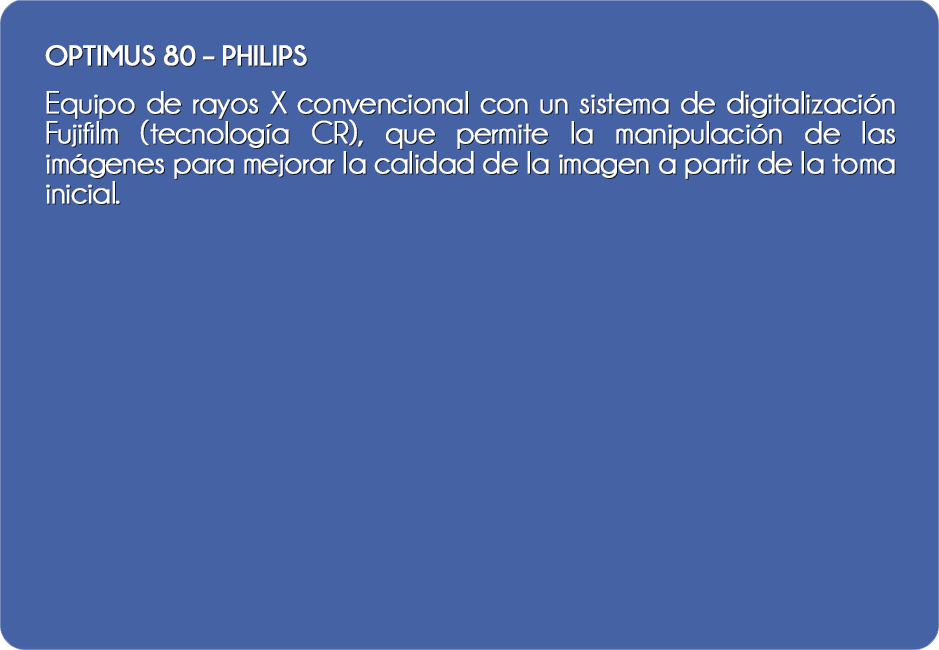 OPTIMUS 80 – PHILIPS
Equipo de rayos X convencional con un sistema de digitalización
Fujifilm (tecnología CR), que permite la manipulación de las
imágenes para mejorar la calidad de la imagen a partir de la toma
inicial.